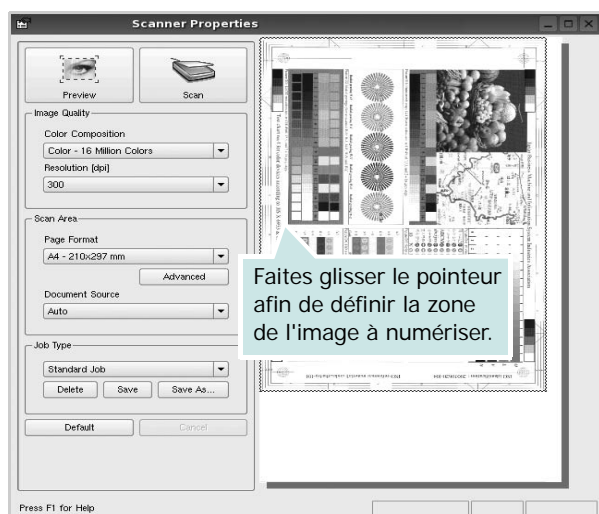 Scanner Properties
Preview
Scan
Image Quality
Color Composition
Color - 16 Million Colors
Resolution [dpi]
300
Scan Area
Page Format
A4 - 210x297 mm
Advanced
Document Source
Auto
Job Type
Standard Job
Delete Save Save As...
Default Cancel
Press F1 for Help
Faites glisser le pointeur
afin de définir la zone
de l'image à numériser.